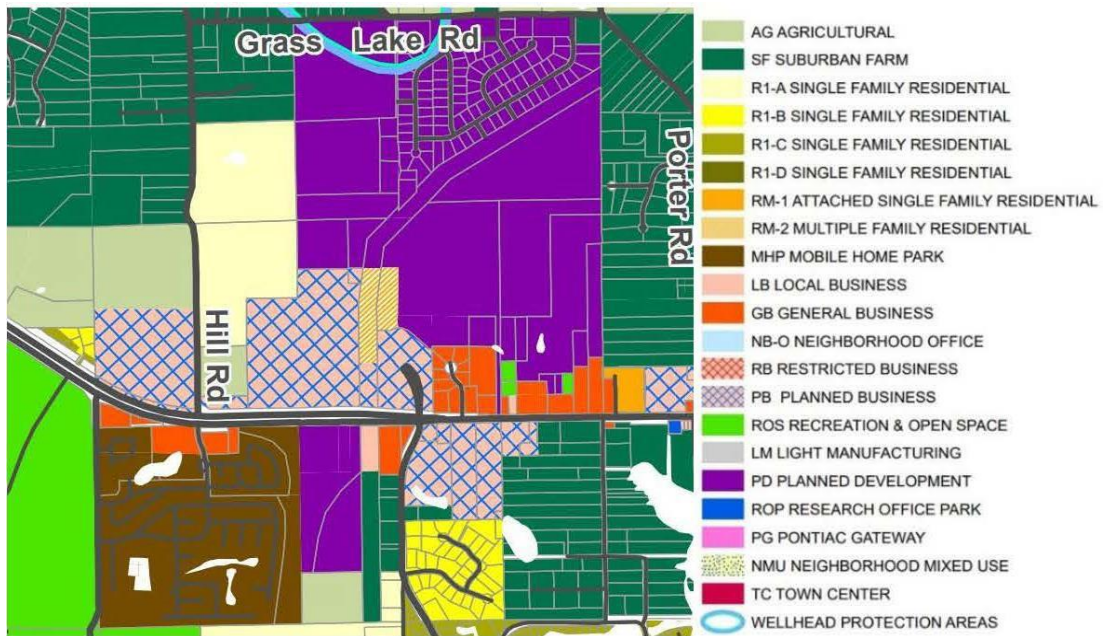 Grass Lake Rd
Porter Rd
Hill Rd
AG AGRICULTURAL
SF SUBURBAN FARM
R1-A SINGLE FAMILY RESIDENTIAL
R1-B SINGLE FAMILY RESIDENTIAL
R1-C SINGLE FAMILY RESIDENTIAL
R1-D SINGLE FAMILY RESIDENTIAL
RM-1 ATTACHED SINGLE FAMILY RESIDENTIAL
RM-2 MULTIPLE FAMILY RESIDENTIAL
MHP MOBILE HOME PARK
LB LOCAL BUSINESS
GB GENERAL BUSINESS
NB-O NEIGHBORHOOD OFFICE
RB RESTRICTED BUSINESS
PB PLANNED BUSINESS
ROS RECREATION & OPEN SPACE
LM LIGHT MANUFACTURING
PD PLANNED DEVELOPMENT
ROP RESEARCH OFFICE PARK
PG PONTIAC GATEWAY
NMU NEIGHBORHOOD MIXED USE
TC TOWN CENTER
WELLHEAD PROTECTION AREAS